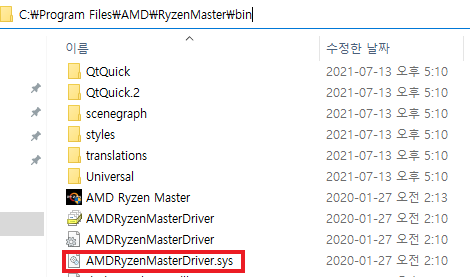 C:₩Program Files₩AMD₩RyzenMaster₩bin
이름 수정한 날짜
QtQuick 2021-07-13 오후 5:10
QtQuick.2 2021-07-13 오후 5:10
scenegraph 2021-07-13 오후 5:10
styles 2021-07-13 오후 5:10
translations 2021-07-13 오후 5:10
Universal 2021-07-13 오후 5:10
AMD Ryzen Master 2020-01-27 오전 2:13
AMDRyzenMasterDriver 2020-01-27 오전 2:14
AMDRyzenMasterDriver 2020-01-27 오전 2:14
AMDRyzenMasterDriver.sys 2020-01-27 오전 2:14